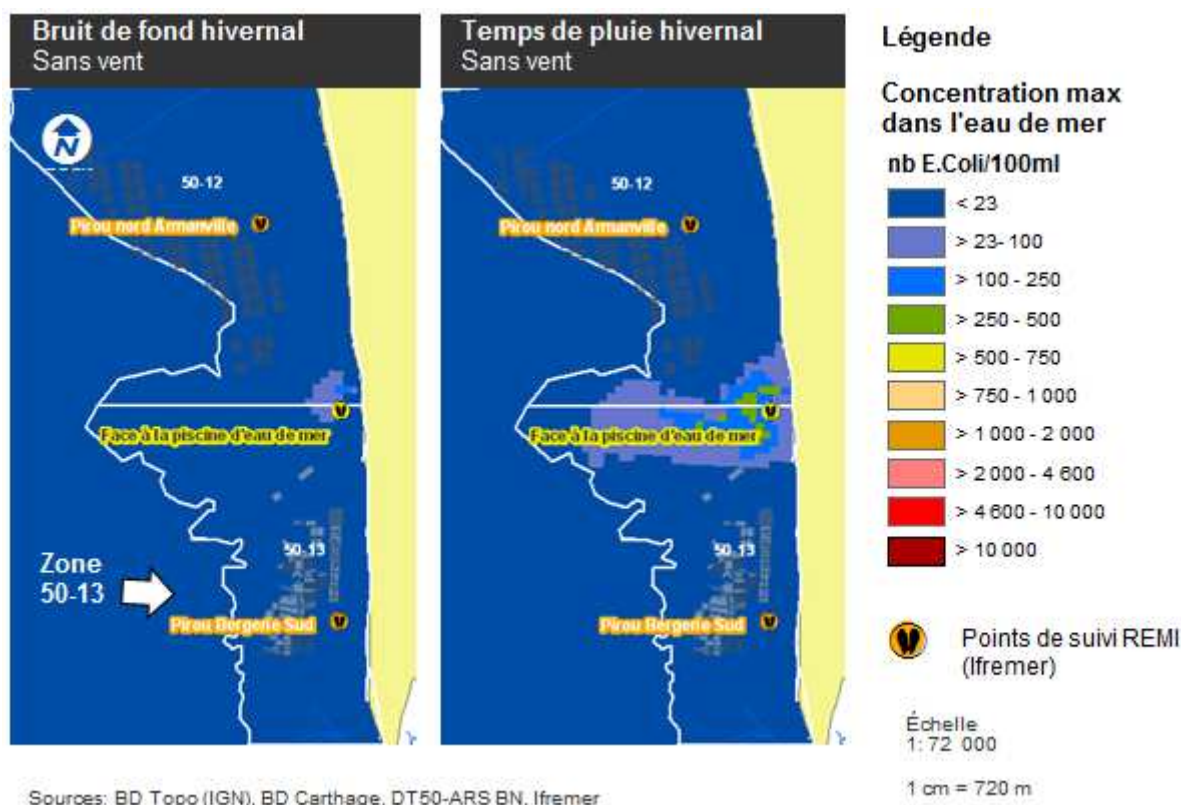 Bruit de fond hivernal
Sans vent
N
50-12
Pirou nord Armanville
Face à la piscine d'eau de mer
50-13
Zone
50-13
Pirou Bergerie Sud
Temps de pluie hivernal
Sans vent
50-12
Pirou nord Armanville
Face à la piscine d'eau de mer
50-13
Pirou Bergerie Sud
Légende
Concentration max
dans l'eau de mer
nb E.Coli/100ml
< 23
> 23- 100
> 100 - 250
> 250 - 500
> 500 - 750
> 750 - 1 000
> 1 000 - 2 000
> 2 000 - 4 600
> 4 600 - 10 000
> 10 000
Points de suivi REMI
(Ifremer)
Échelle
1: 72 000
1 cm = 720 m
Sources: BD Topo (IGN), BD Carthage, DT50-ARS BN, Ifremer